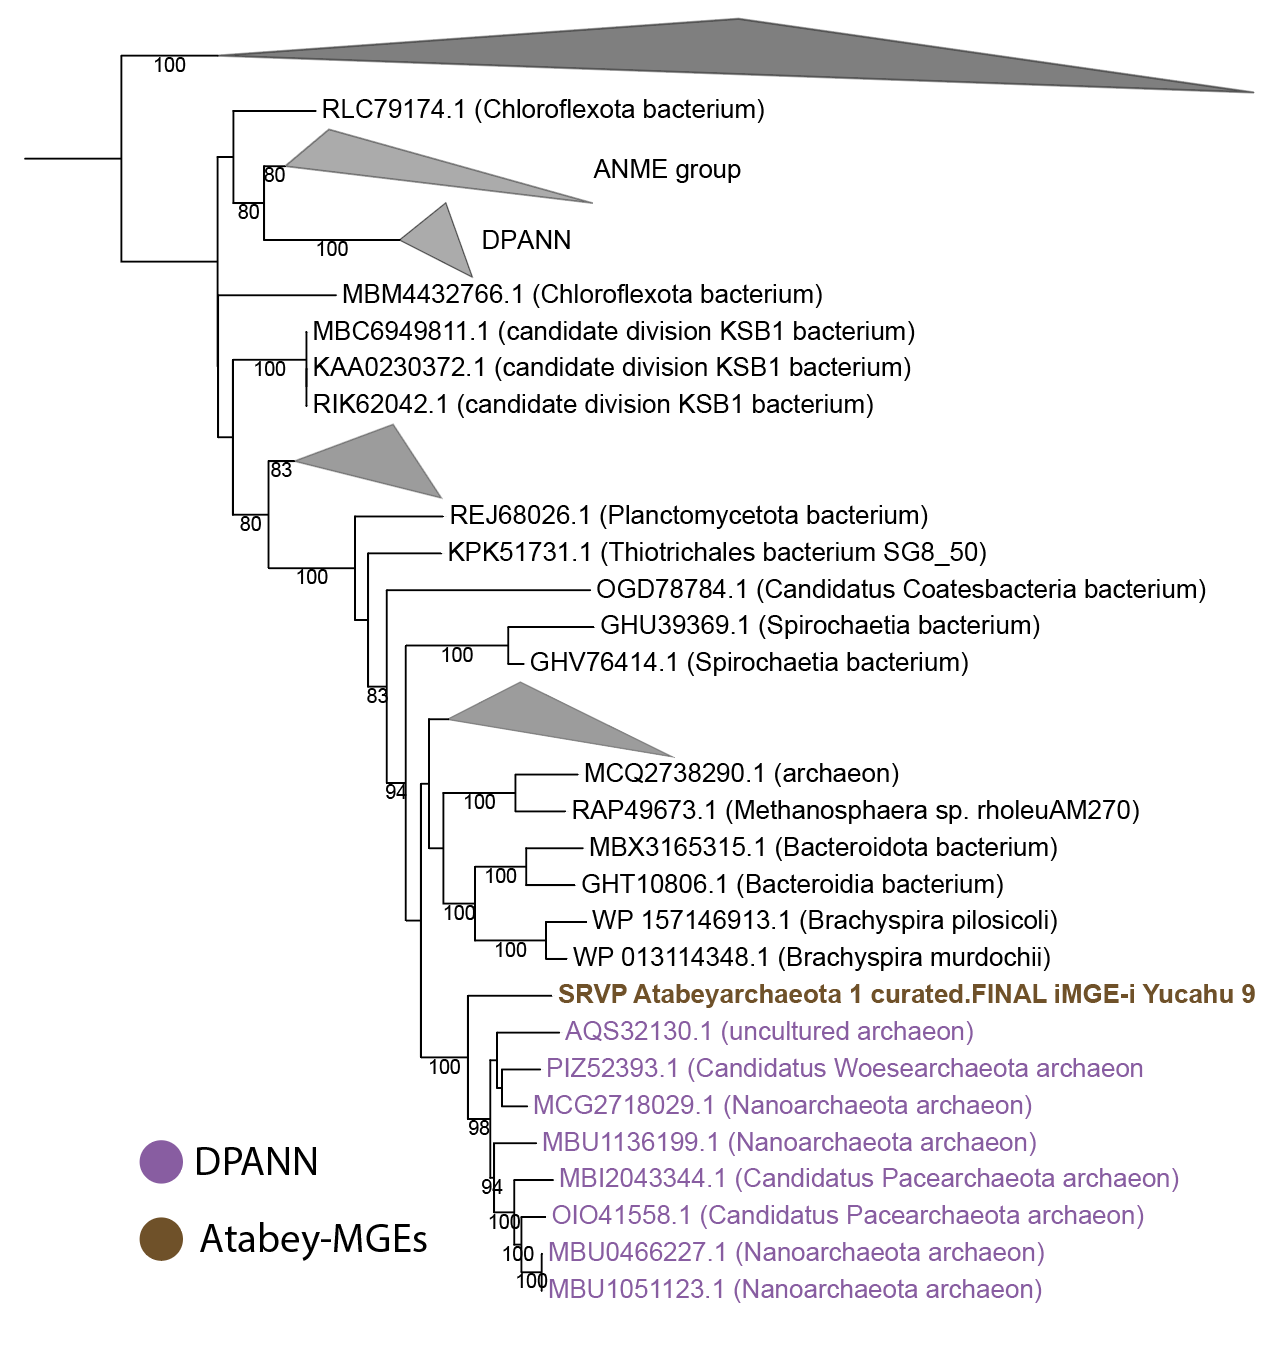 100
RLC79174.1 (Chloroflexota bacterium)
80
ANME group
80
100
DPANN
MBM4432766.1 (Chloroflexota bacterium)
MBC6949811.1 (candidate division KSB1 bacterium)
100
KAA0230372.1 (candidate division KSB1 bacterium)
RIK62042.1 (candidate division KSB1 bacterium)
83
REJ68026.1 (Planctomycetota bacterium)
80
KPK51731.1 (Thiotrichales bacterium SG8_50)
100
OGD78784.1 (Candidatus Coatesbacteria bacterium)
GHU39369.1 (Spirochaetia bacterium)
100
GHV76414.1 (Spirochaetia bacterium)
83
MCQ2738290.1 (archaeon)
94
100
RAP49673.1 (Methanosphaera sp. rholeuAM270)
MBX3165315.1 (Bacteroidota bacterium)
100
GHT10806.1 (Bacteroidia bacterium)
100
WP 157146913.1 (Brachyspira pilosicoli)
100
WP 013114348.1 (Brachyspira murdochii)
SRVP Atabeyarchaeota 1 curated.FINAL iMGE-i Yucahu 9
AQS32130.1 (uncultured archaeon)
100
PIZ52393.1 (Candidatus Woesearchaeota archaeon
MCG2718029.1 (Nanoarchaeota archaeon)
98
MBU1136199.1 (Nanoarchaeota archaeon)
94
MBI2043344.1 (Candidatus Pacearchaeota archaeon)
100
OIO41558.1 (Candidatus Pacearchaeota archaeon)
100
MBU0466227.1 (Nanoarchaeota archaeon)
100
MBU1051123.1 (Nanoarchaeota archaeon)
DPANN
Atabey-MGEs